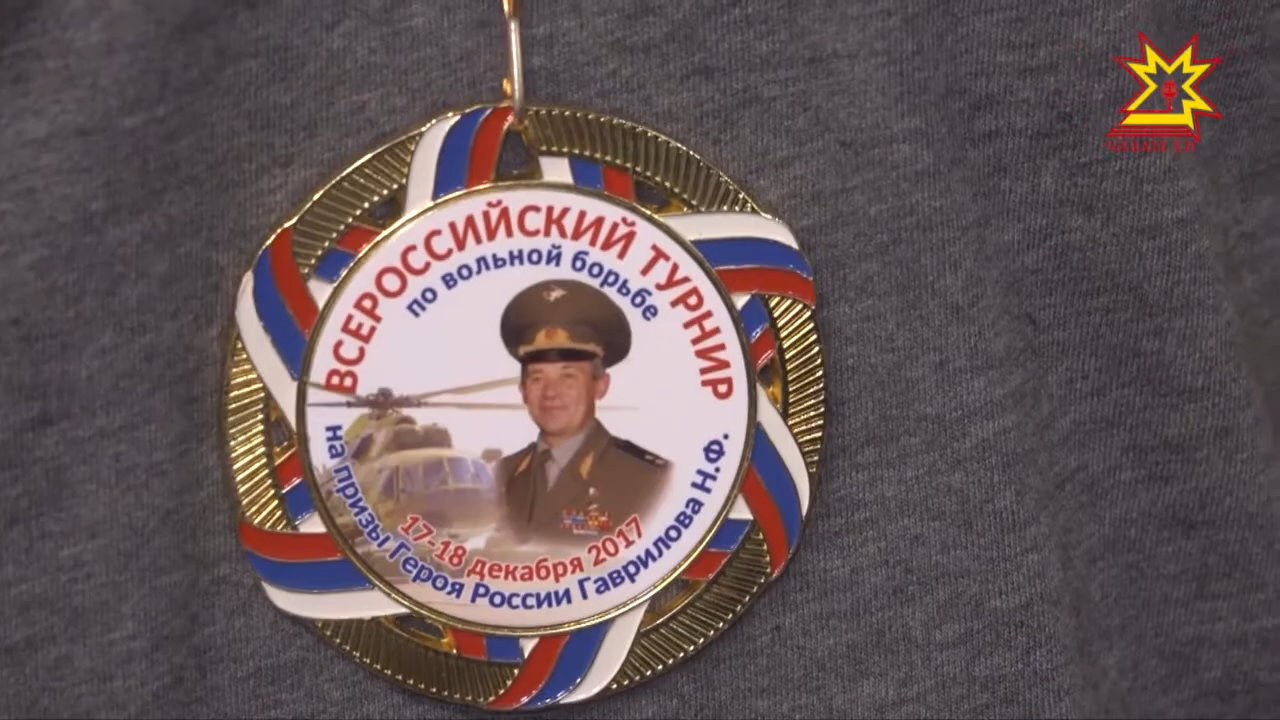 ВСЕРОССИЙСКИЙ ТУРНИР
по вольной борьбе
17-18 декабря 2017
на призы Героя России Гаврилова Н.Ф.